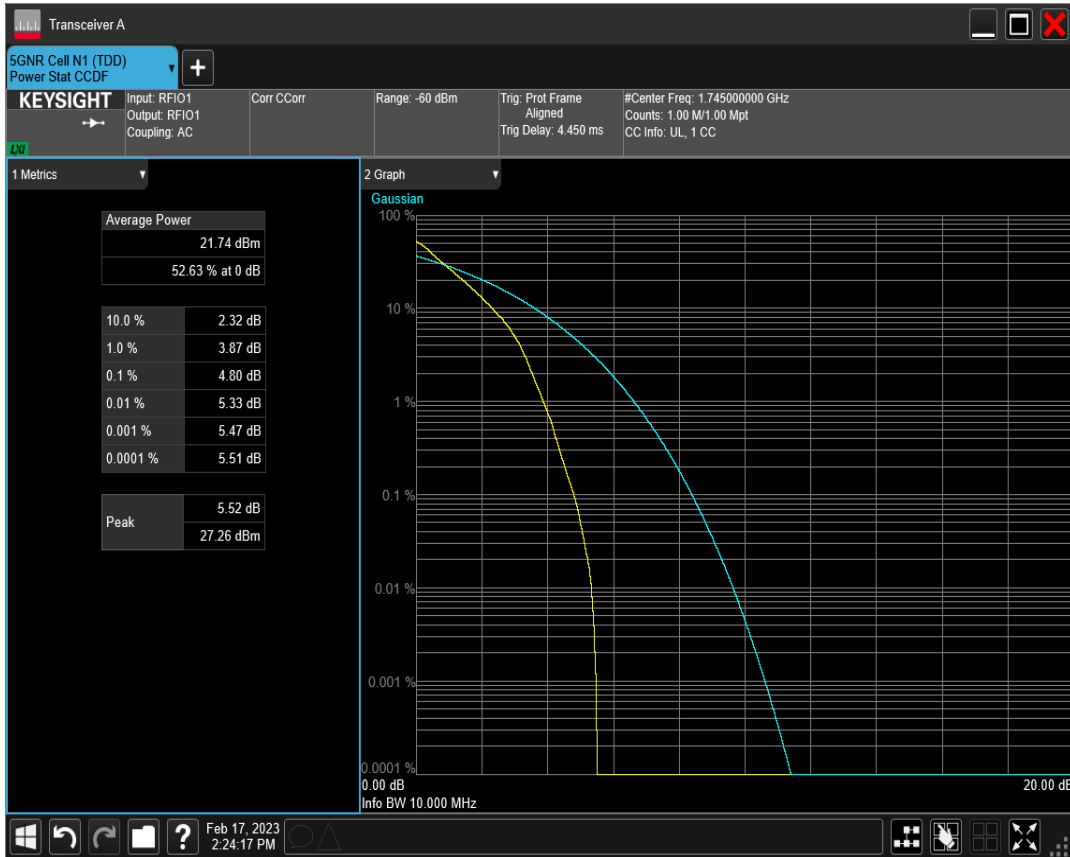 Transceiver A
5GNR Cell N1 (TDD)
Power Stat CCDF
+
KEYSIGHT
LXI
Input: RFIO1
Output: RFIO1
Coupling: AC
Corr CCorr
Range: -60 dBm
Trig: Prot Frame
Aligned
Trig Delay: 4.450 ms
#Center Freq: 1.745000000 GHz
Counts: 1.00 M/1.00 Mpt
CC Info: UL, 1 CC
1 Metrics
Average Power
21.74 dBm
52.63 % at 0 dB
10.0 % 2.32 dB
1.0 % 3.87 dB
0.1 % 4.80 dB
0.01 % 5.33 dB
0.001 % 5.47 dB
0.0001 % 5.51 dB
Peak 5.52 dB
27.26 dBm
2 Graph
Gaussian
100 %
10 %
1 %
0.1 %
0.01 %
0.001 %
0.0001 %
0.00 dB
20.00 dB
Info BW 10.000 MHz
?
Feb 17, 2023
2:24:17 PM